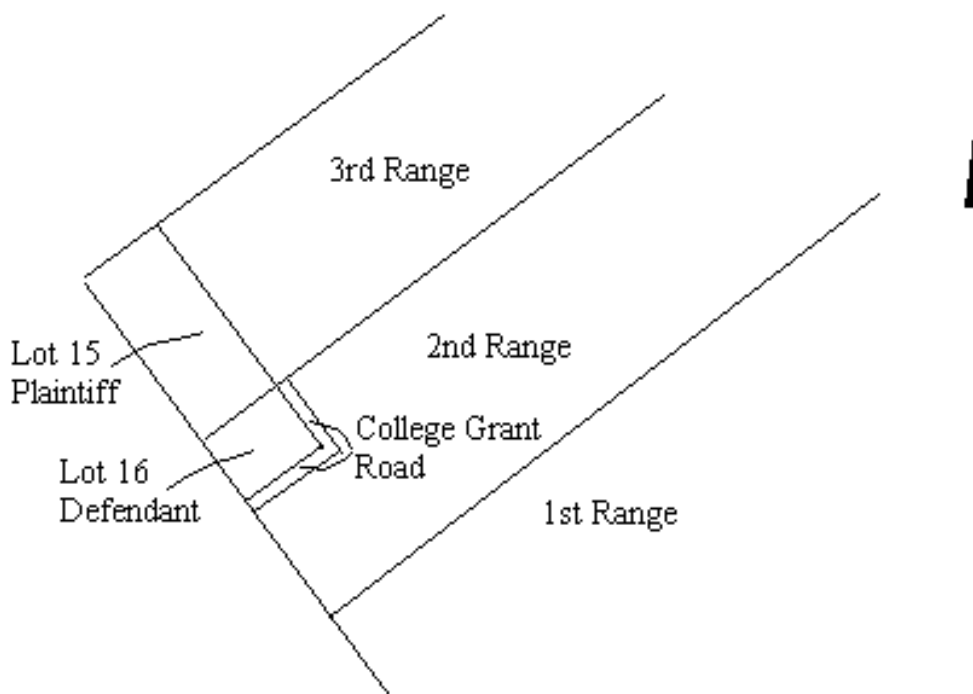 3rd Range
2nd Range
Lot 15
Plaintiff
College Grant
Road
Lot 16
Defendant
1st Range